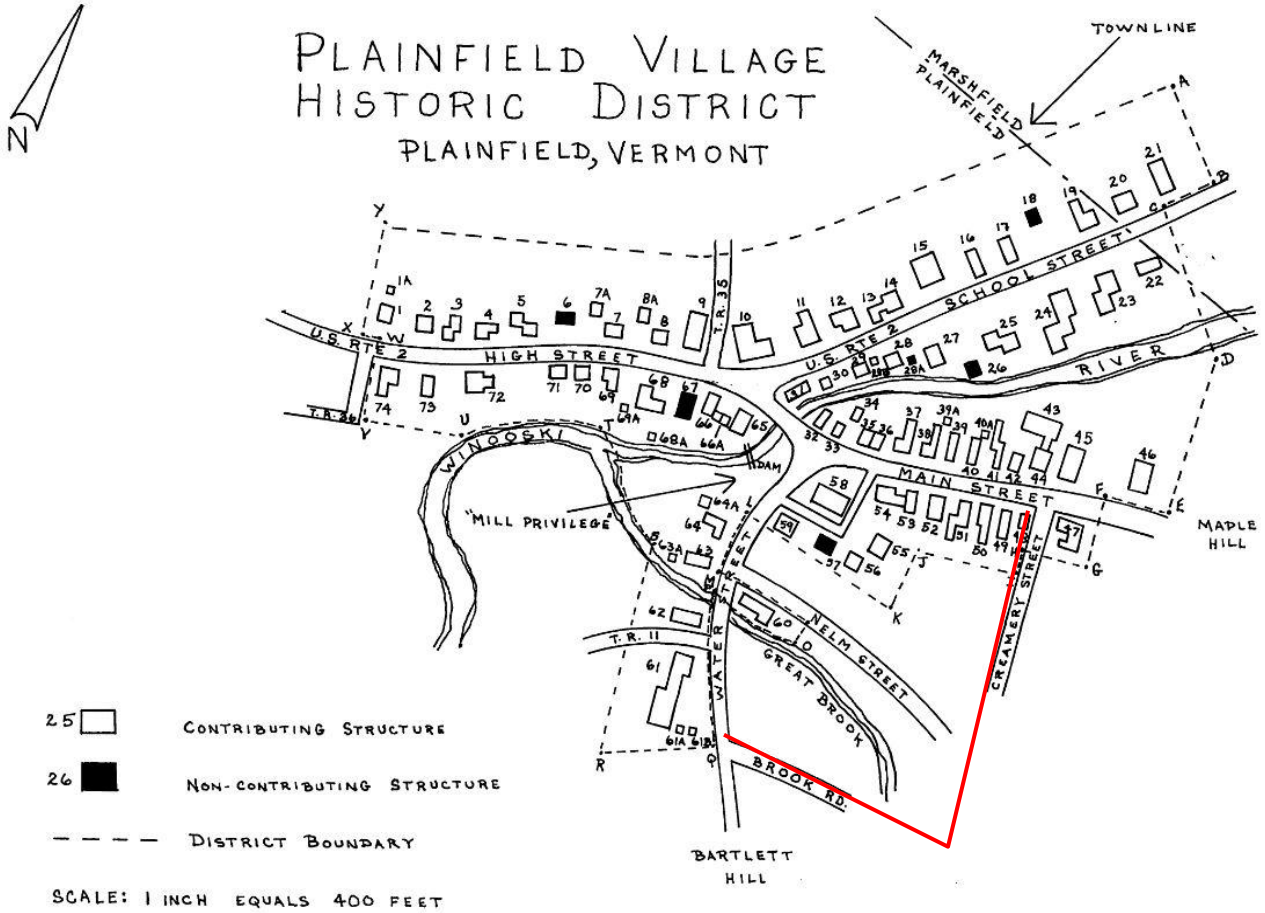 PLAINFIELD VILLAGE
HISTORIC DISTRICT
PLAINFIELD, VERMONT
N
TOWNLINE
MARSHFIELD
PLAINFIELD
A
B
C
D
E
F
G
J
K
L
N
O
Q
R
T
U
V
W
X
Y
1A
1
2
3
4
5
6
7A
7
8A
8
9
10
11
12
13
14
15
16
17
18
19
20
21
22
23
24
25
26
27
28
28A
29
30
31
32
33
34
35
36
37
38
39A
39
40A
40
41
42
43
44
45
46
47
49
50
51
52
53
54
55
56
57
58
59
60
61
61A
61B
62
63A
63
64
64A
65
66
66A
67
68
68A
69
69A
70
71
72
73
74
U.S. RTE 2
HIGH STREET
T.R. 35
U.S. RTE 2
SCHOOL STREET
RIVER
T.R. 36
WINOOSKI
DAM
"MILL PRIVILEGE"
MAIN STREET
MAPLE
HILL
WATER STREET
T.R. 11
ELM STREET
GREAT BROOK
CREAMERY STREET
BROOK RD.
BARTLETT
HILL
25 CONTRIBUTING STRUCTURE
26 NON-CONTRIBUTING STRUCTURE
DISTRICT BOUNDARY
SCALE: 1 INCH EQUALS 400 FEET